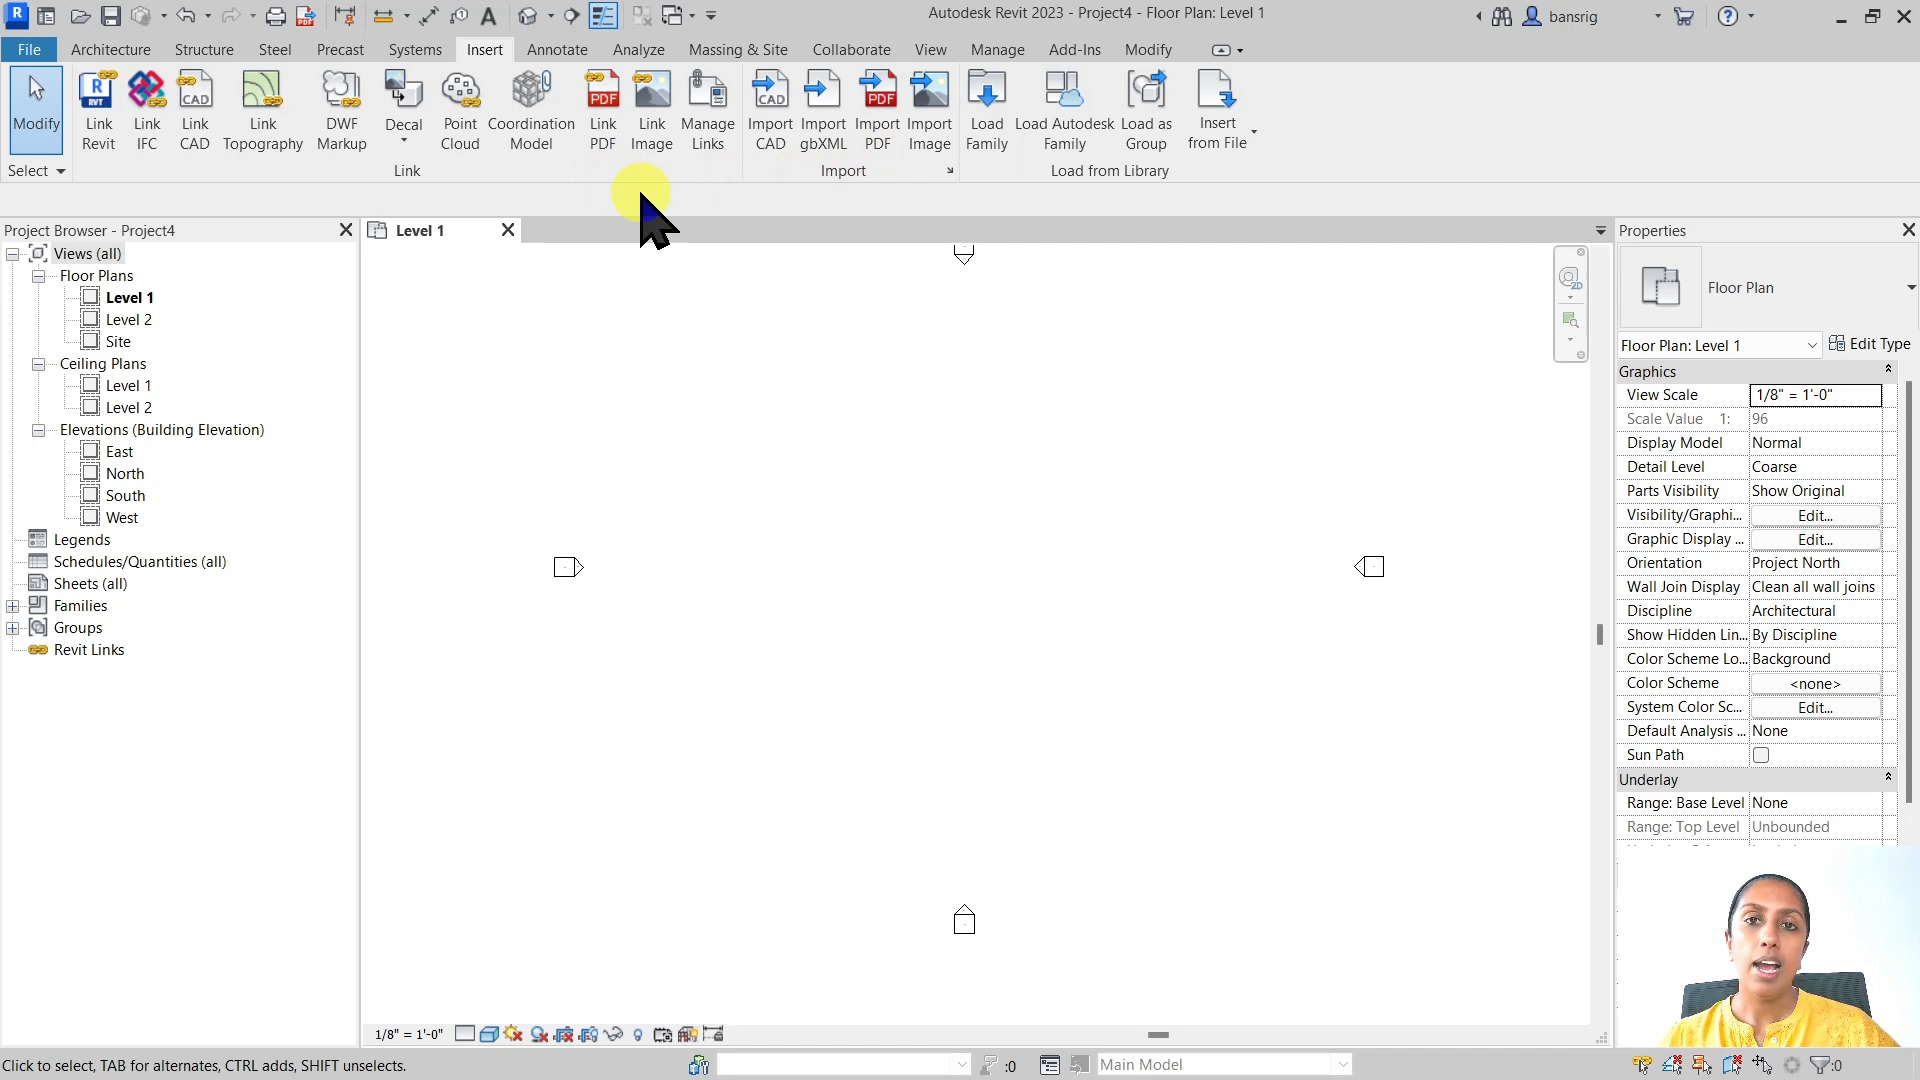 Autodesk Revit 2023 - Project4 - Floor Plan: Level 1
bansrig
File Architecture Structure Steel Precast Systems Insert Annotate Analyze Massing & Site Collaborate View Manage Add-Ins Modify
Modify
Link Revit
Link IFC
Link CAD
Link Topography
DWF Markup
Decal
Point Cloud
Coordination Model
Link PDF
Link Image
Manage Links
Import CAD
Import gbXML
Import PDF
Import Image
Load Family
Load Autodesk Family
Load as Group
Insert from File
Select
Link
Import
Load from Library
Project Browser - Project4
Views (all)
Floor Plans
Level 1
Level 2
Site
Ceiling Plans
Level 1
Level 2
Elevations (Building Elevation)
East
North
South
West
Legends
Schedules/Quantities (all)
Sheets (all)
Families
Groups
Revit Links
Level 1
2D
Properties
Floor Plan
Floor Plan: Level 1
Edit Type
Graphics
View Scale 1/8" = 1'-0"
Scale Value 1: 96
Display Model Normal
Detail Level Coarse
Parts Visibility Show Original
Visibility/Graphi... Edit...
Graphic Display ... Edit...
Orientation Project North
Wall Join Display Clean all wall joins
Discipline Architectural
Show Hidden Lin... By Discipline
Color Scheme Lo... Background
Color Scheme <none>
System Color Sc... Edit...
Default Analysis ... None
Sun Path
Underlay
Range: Base Level None
Range: Top Level Unbounded
1/8" = 1'-0"
Click to select, TAB for alternates, CTRL adds, SHIFT unselects.
:0
Main Model
:0